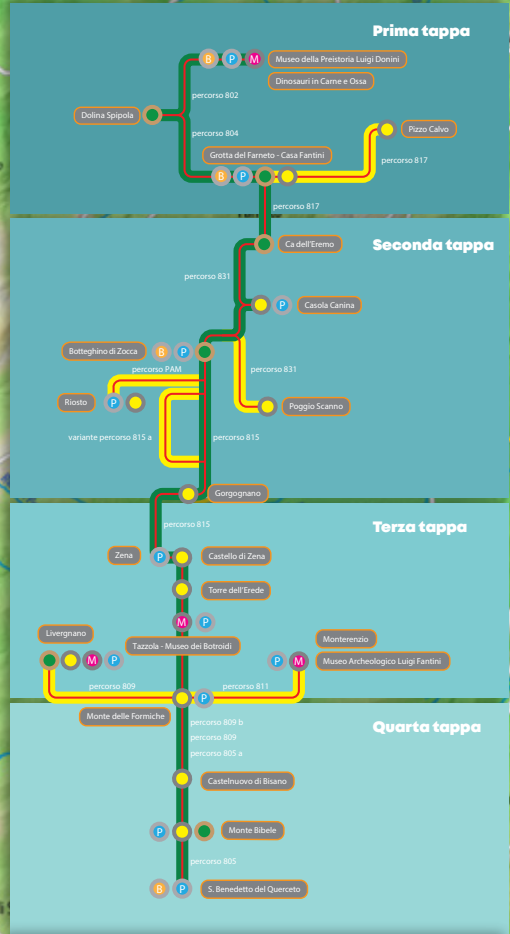 Prima tappa
B P M Museo della Preistoria Luigi Donini
Dinosauri in Carne e Ossa
percorso 802
Dolina Spipola
percorso 804
Pizzo Calvo
Grotta del Farneto - Casa Fantini
percorso 817
B P
percorso 817
Ca dell'Eremo
Seconda tappa
percorso 831
P Casola Canina
Botteghino di Zocca B P
percorso PAM
percorso 831
Riosto P
Poggio Scanno
variante percorso 815 a
percorso 815
Gorgognano
percorso 815
Terza tappa
Zena P Castello di Zena
Torre dell'Erede
M P
Livergnano
Tazzola - Museo dei Botroidi
Monterenzio
M P
P M Museo Archeologico Luigi Fantini
percorso 809
percorso 811
P
Monte delle Formiche
percorso 809 b
Quarta tappa
percorso 809
percorso 805 a
Castelnuovo di Bisano
P Monte Bibele
percorso 805
B P S. Benedetto del Querceto